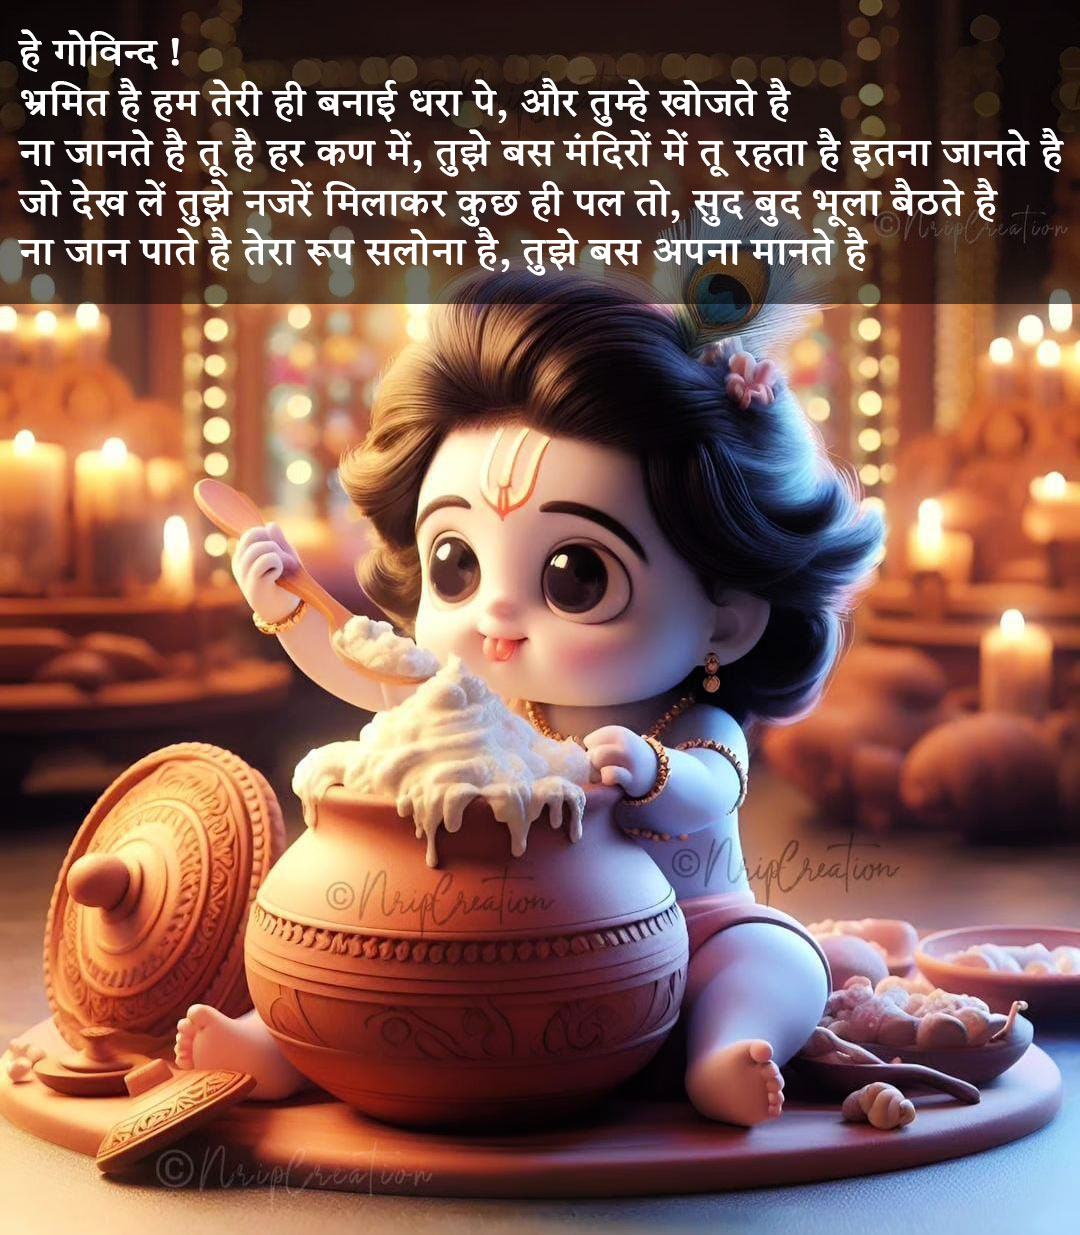 हे गोविन्द !
भ्रमित है हम तेरी ही बनाई धरा पे, और तुम्हे खोजते है
ना जानते है तू है हर कण में, तुझे बस मंदिरों में तू रहता है इतना जानते है
जो देख लें तुझे नजरें मिलाकर कुछ ही पल तो, सुद बुद भूला बैठते है
ना जान पाते है तेरा रूप सलोना है, तुझे बस अपना मानते है
©NripCreation
©NripCreation
©NripCreation
©NripCreation